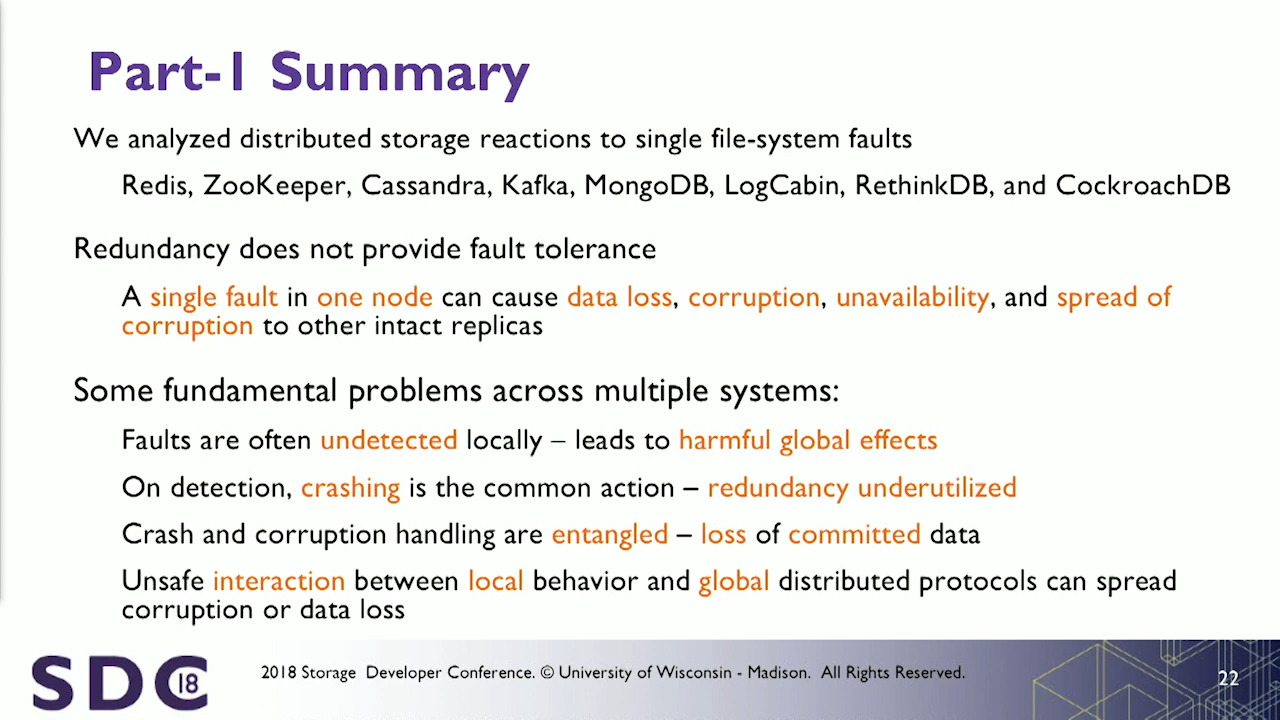 Part-1 Summary
We analyzed distributed storage reactions to single file-system faults
Redis, ZooKeeper, Cassandra, Kafka, MongoDB, LogCabin, RethinkDB, and CockroachDB
Redundancy does not provide fault tolerance
A single fault in one node can cause data loss, corruption, unavailability, and spread of
corruption to other intact replicas
Some fundamental problems across multiple systems:
Faults are often undetected locally – leads to harmful global effects
On detection, crashing is the common action – redundancy underutilized
Crash and corruption handling are entangled – loss of committed data
Unsafe interaction between local behavior and global distributed protocols can spread
corruption or data loss
SDC 18
2018 Storage Developer Conference. © University of Wisconsin - Madison. All Rights Reserved.
22